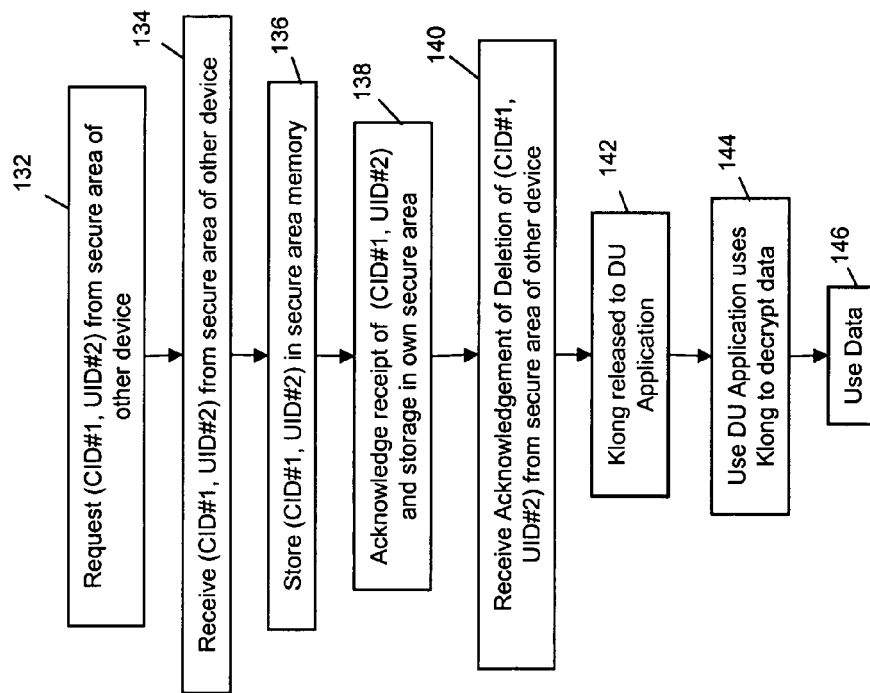 132
Request (CID#1, UID#2) from secure area of
other device
134
Receive (CID#1, UID#2) from secure area of other device
136
Store (CID#1, UID#2) in secure area memory
138
Acknowledge receipt of (CID#1, UID#2)
and storage in own secure area
140
Receive Acknowledgement of Deletion of (CID#1,
UID#2) from secure area of other device
142
Klong released to DU
Application
144
Use DU Application uses
Klong to decrypt data
146
Use Data